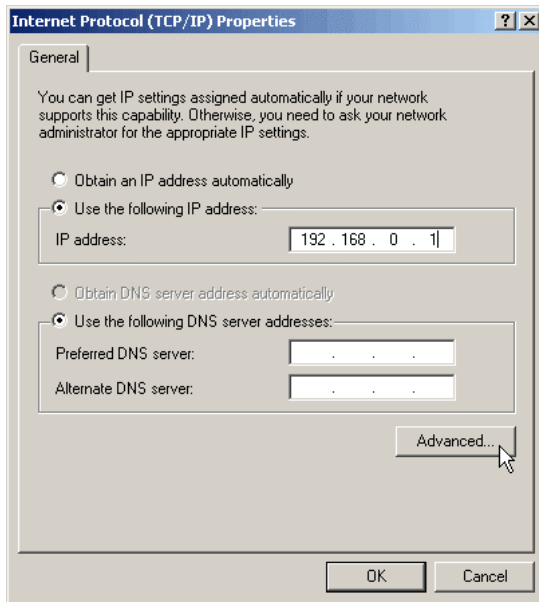 Internet Protocol (TCP/IP) Properties
General
You can get IP settings assigned automatically if your network
supports this capability. Otherwise, you need to ask your network
administrator for the appropriate IP settings.
Obtain an IP address automatically
Use the following IP address:
IP address: 192 . 168 . 0 . 1
Obtain DNS server address automatically
Use the following DNS server addresses:
Preferred DNS server: . . .
Alternate DNS server: . . .
Advanced...
OK Cancel